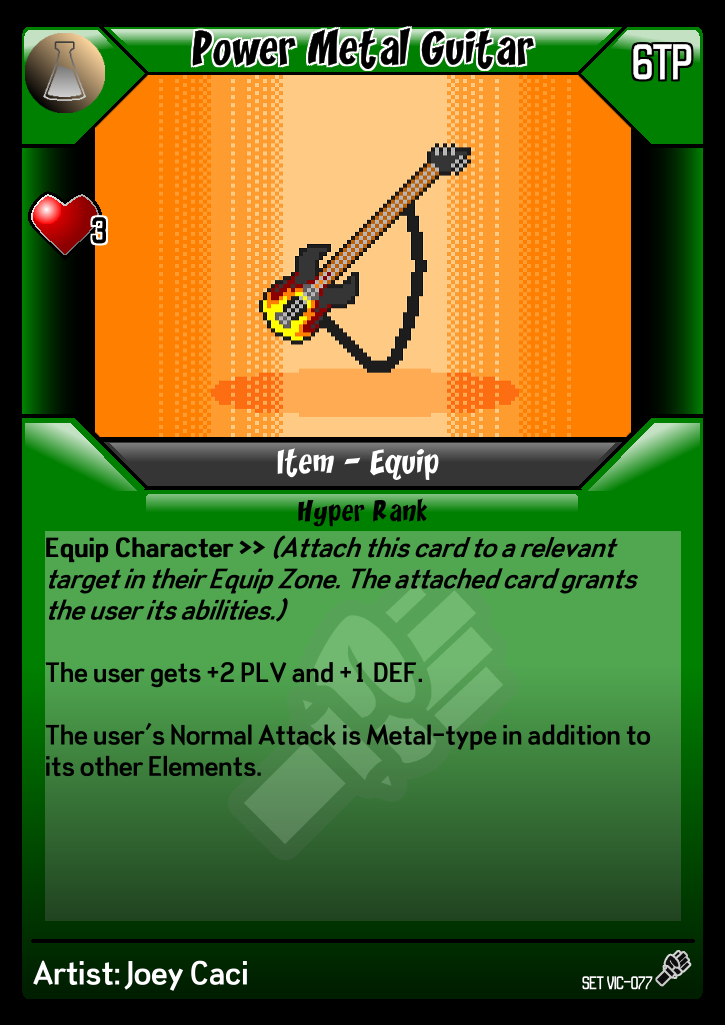 Power Metal Guitar
6TP
3
Item - Equip
Hyper Rank
Equip Character >> (Attach this card to a relevant
target in their Equip Zone. The attached card grants
the user its abilities.)
The user gets +2 PLV and +1 DEF.
The user's Normal Attack is Metal-type in addition to
its other Elements.
Artist: Joey Caci
SET VIC-077